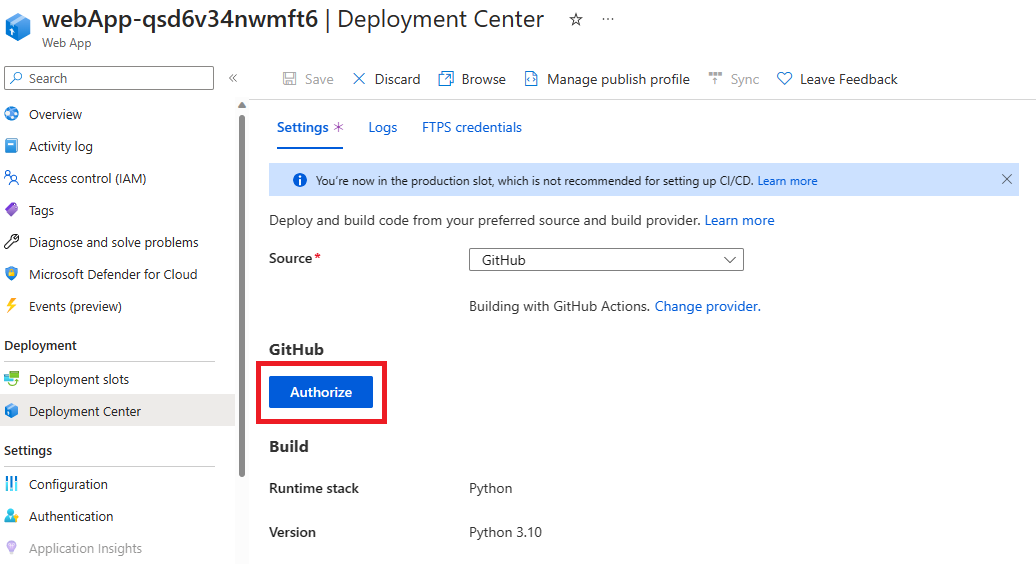 webApp-qsd6v34nwmft6 | Deployment Center
Web App
Search
Save
Discard
Browse
Manage publish profile
Sync
Leave Feedback
Overview
Activity log
Access control (IAM)
Tags
Diagnose and solve problems
Microsoft Defender for Cloud
Events (preview)
Deployment
Deployment slots
Deployment Center
Settings
Configuration
Authentication
Application Insights
Settings *
Logs
FTPS credentials
You're now in the production slot, which is not recommended for setting up CI/CD. Learn more
Deploy and build code from your preferred source and build provider. Learn more
Source*
GitHub
Building with GitHub Actions. Change provider.
GitHub
Authorize
Build
Runtime stack
Python
Version
Python 3.10